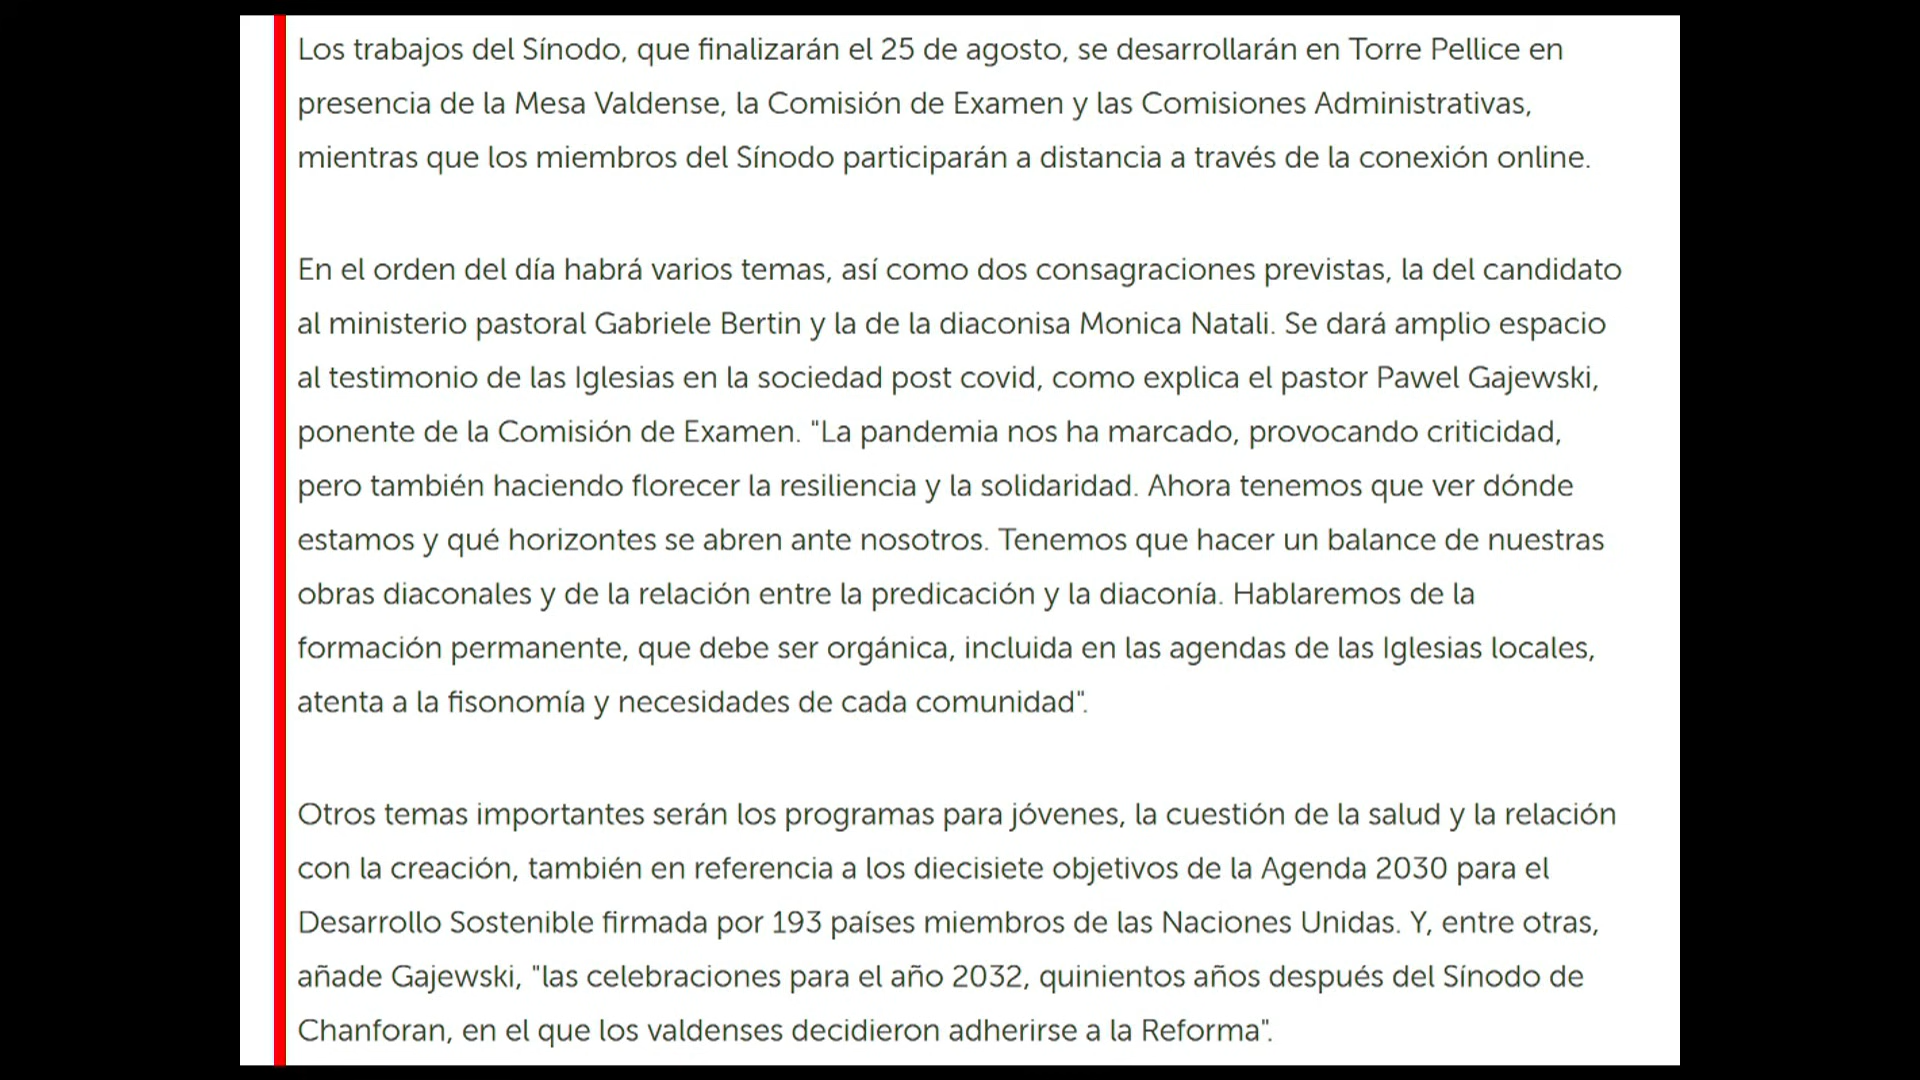 Los trabajos del Sínodo, que finalizarán el 25 de agosto, se desarrollarán en Torre Pellice en
presencia de la Mesa Valdense, la Comisión de Examen y las Comisiones Administrativas,
mientras que los miembros del Sínodo participarán a distancia a través de la conexión online.
En el orden del día habrá varios temas, así como dos consagraciones previstas, la del candidato
al ministerio pastoral Gabriele Bertin y la de la diaconisa Monica Natali. Se dará amplio espacio
al testimonio de las Iglesias en la sociedad post covid, como explica el pastor Pawel Gajewski,
ponente de la Comisión de Examen. "La pandemia nos ha marcado, provocando criticidad,
pero también haciendo florecer la resiliencia y la solidaridad. Ahora tenemos que ver dónde
estamos y qué horizontes se abren ante nosotros. Tenemos que hacer un balance de nuestras
obras diaconales y de la relación entre la predicación y la diaconía. Hablaremos de la
formación permanente, que debe ser orgánica, incluida en las agendas de las Iglesias locales,
atenta a la fisonomía y necesidades de cada comunidad".
Otros temas importantes serán los programas para jóvenes, la cuestión de la salud y la relación
con la creación, también en referencia a los diecisiete objetivos de la Agenda 2030 para el
Desarrollo Sostenible firmada por 193 países miembros de las Naciones Unidas. Y, entre otras,
añade Gajewski, "las celebraciones para el año 2032, quinientos años después del Sínodo de
Chanforan, en el que los valdenses decidieron adherirse a la Reforma".